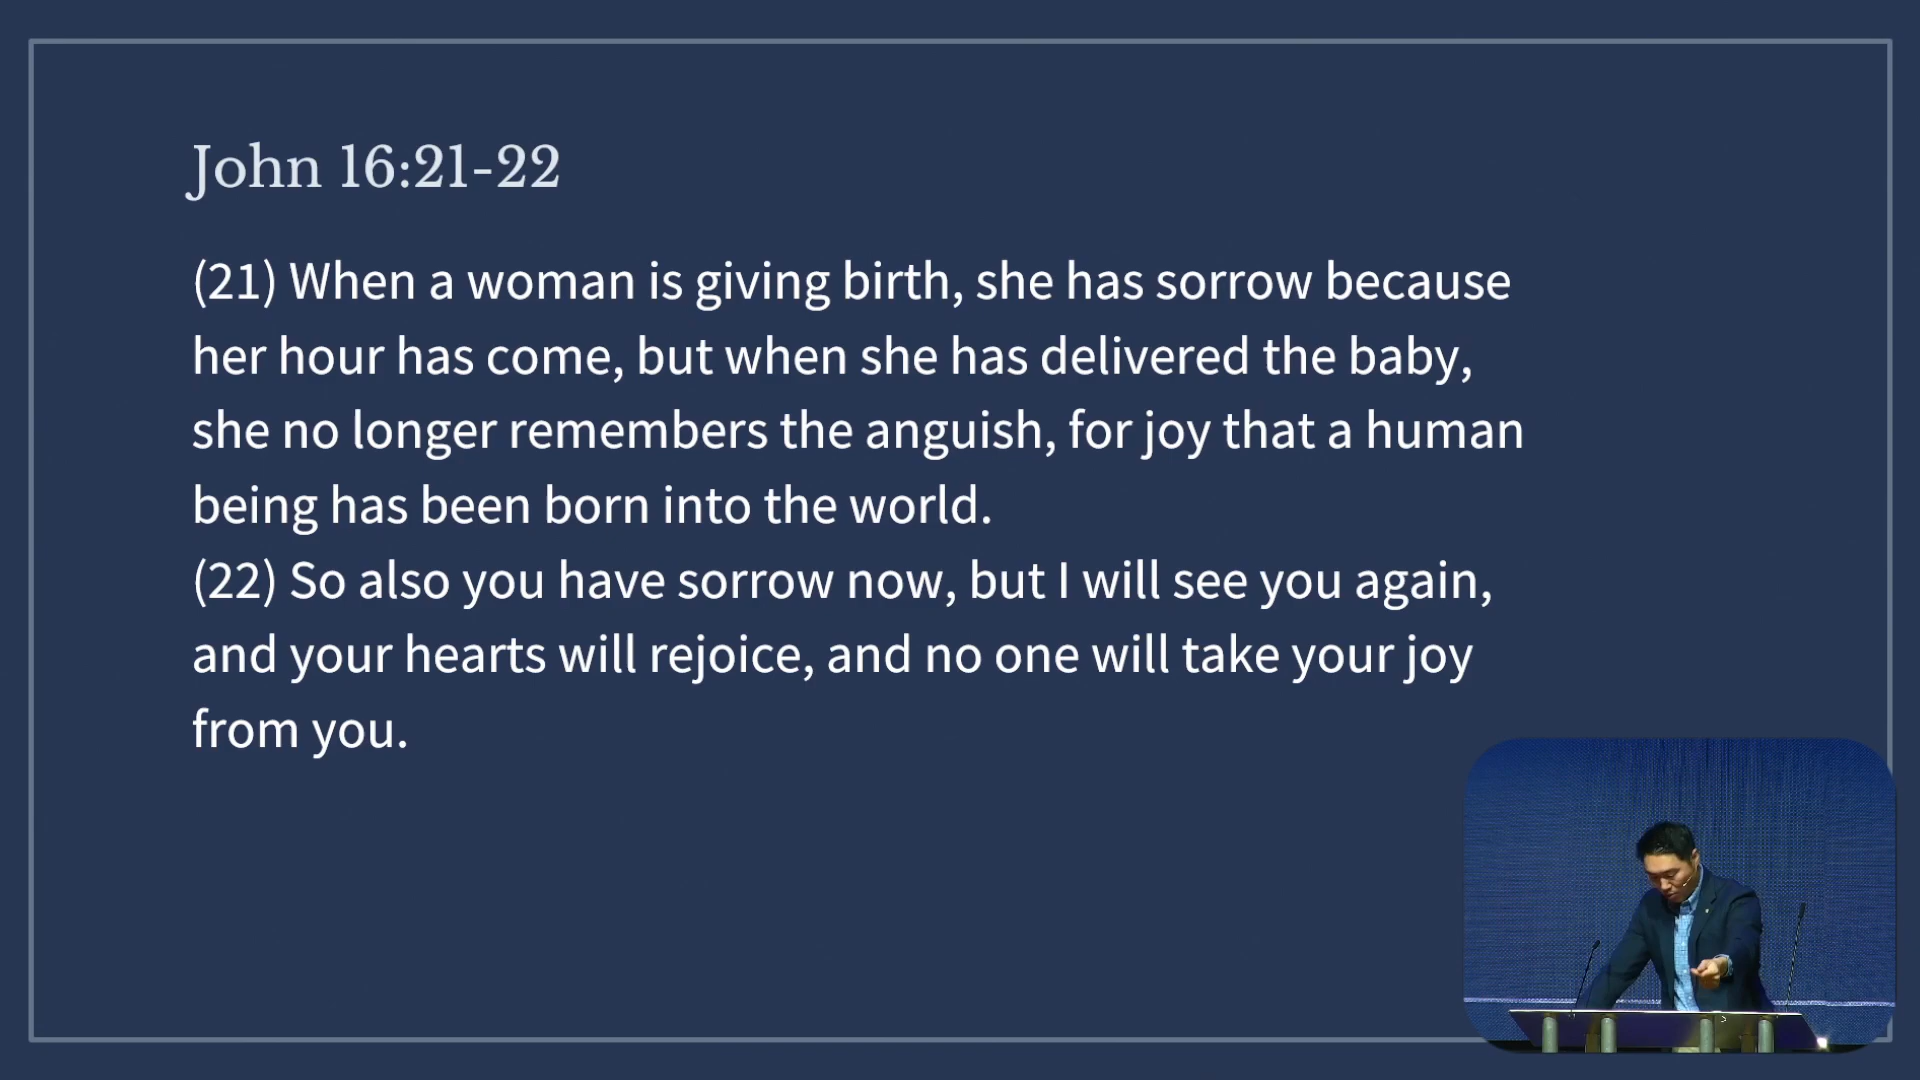 John 16:21-22
(21) When a woman is giving birth, she has sorrow because
her hour has come, but when she has delivered the baby,
she no longer remembers the anguish, for joy that a human
being has been born into the world.
(22) So also you have sorrow now, but I will see you again,
and your hearts will rejoice, and no one will take your joy
from you.